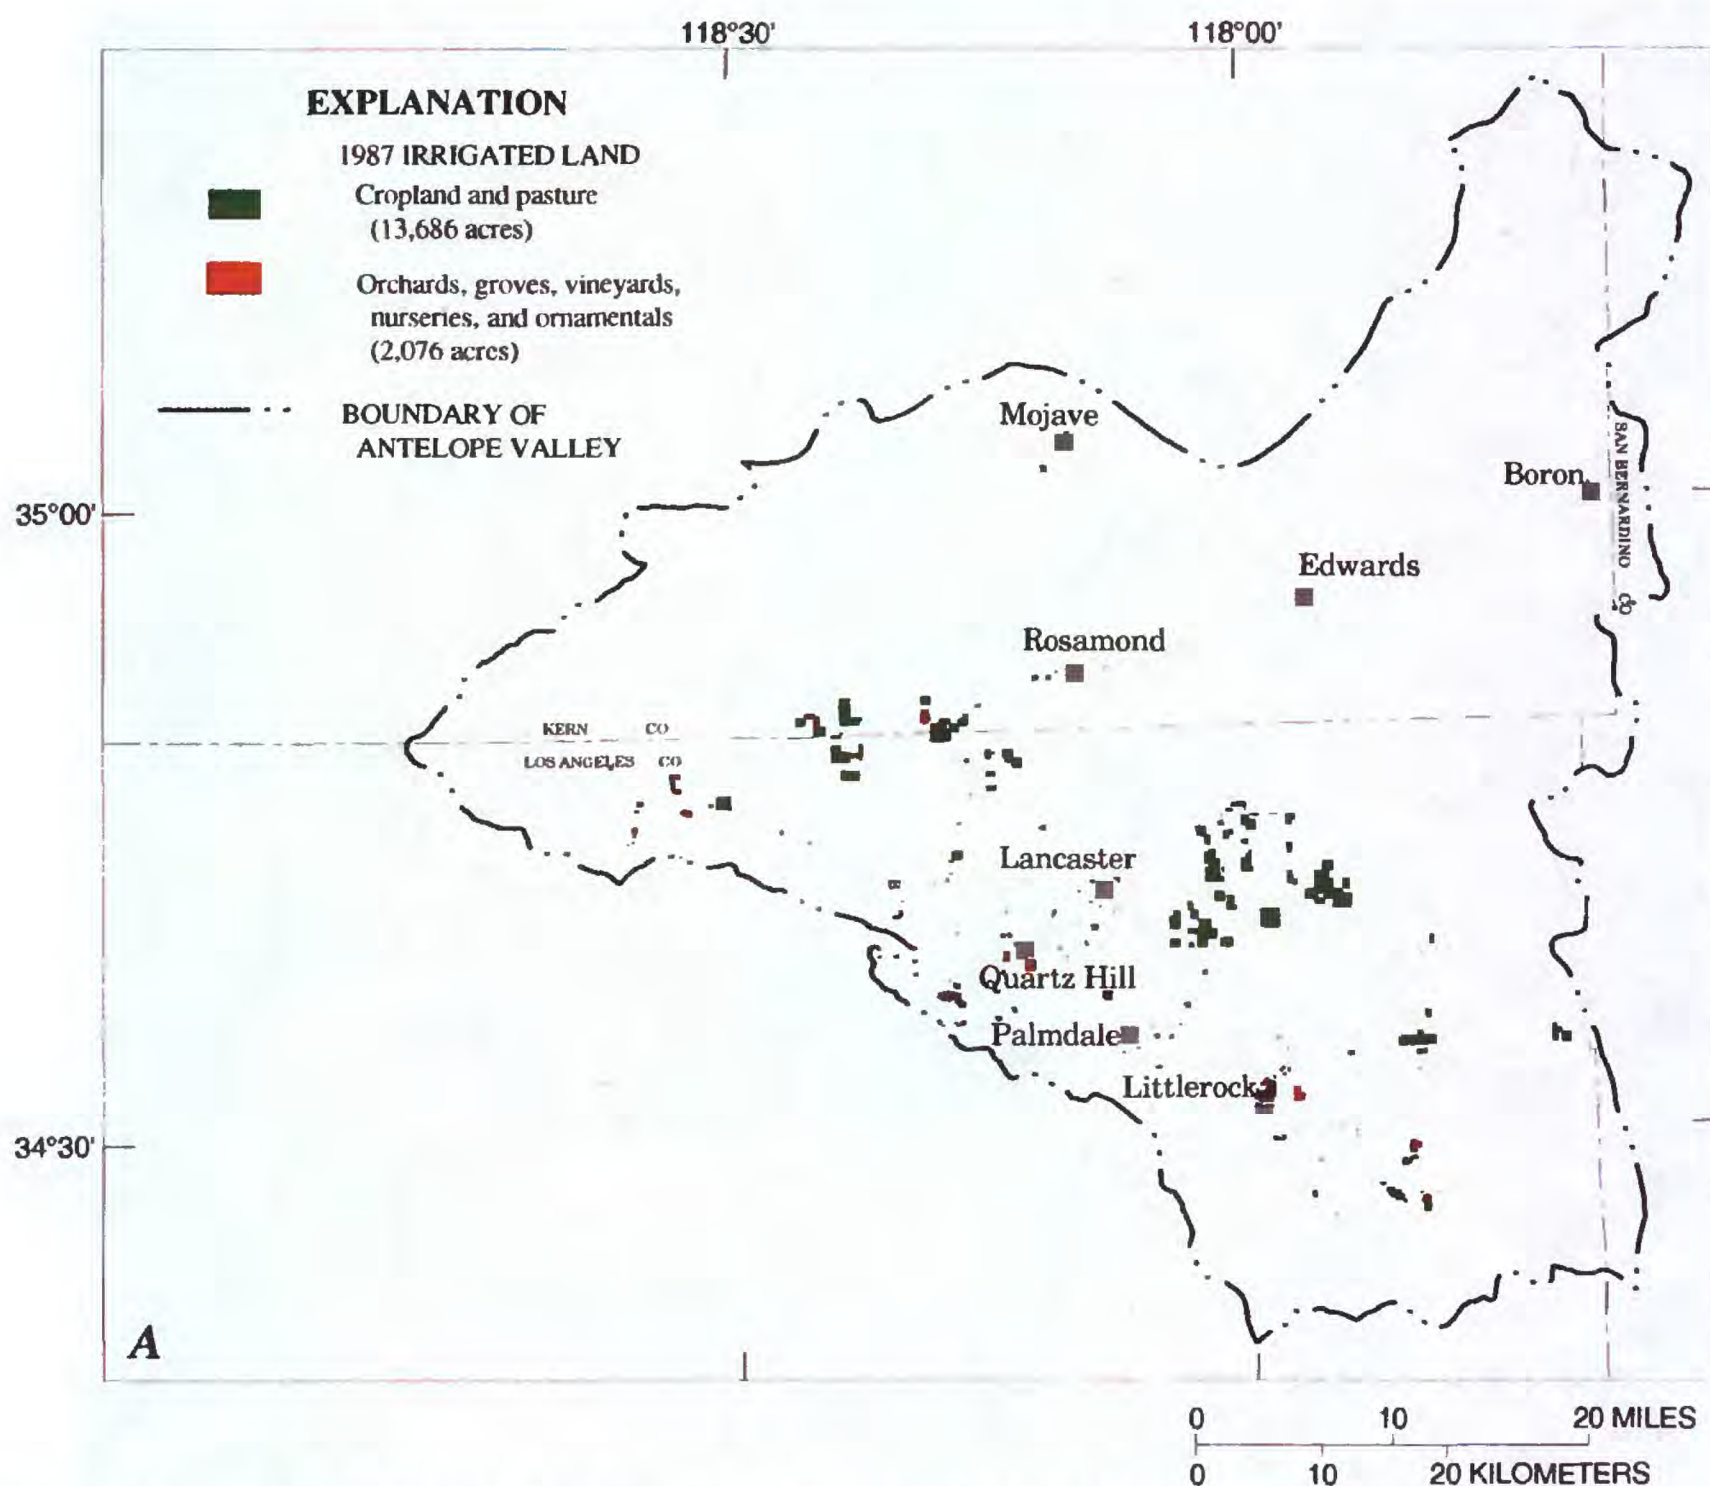 118°30'
118°00'
EXPLANATION
1987 IRRIGATED LAND
Cropland and pasture
(13,686 acres)
Orchards, groves, vineyards,
nurseries, and ornamentals
(2,076 acres)
BOUNDARY OF
ANTELOPE VALLEY
Mojave
Boron
SAN BERNARDINO CO
35°00'
Edwards
Rosamond
KERN CO
LOS ANGELES CO
Lancaster
Quartz Hill
Palmdale
Littlerock
34°30'
A
0 10 20 MILES
0 10 20 KILOMETERS